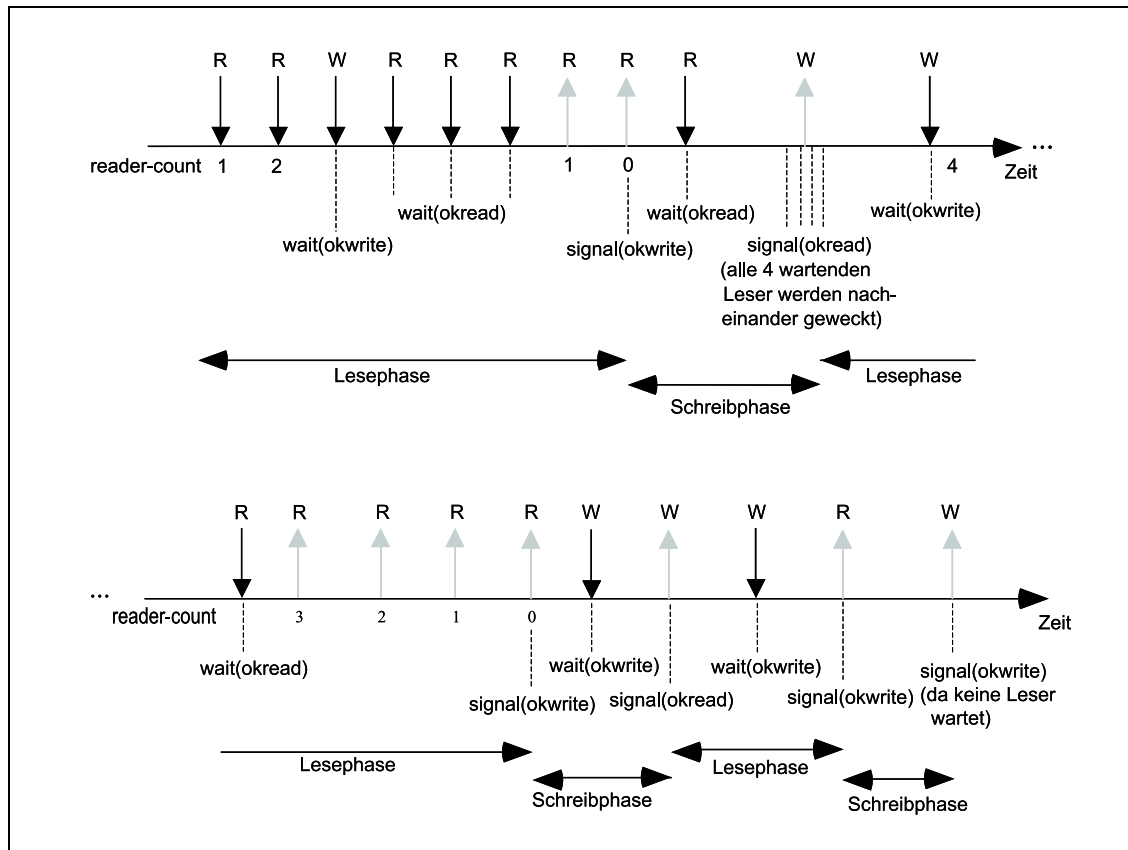 R R W R R R R R R W W
reader-count 1 2 1 0 4 Zeit ...
wait(okread) wait(okread) wait(okwrite)
wait(okwrite) signal(okwrite) signal(okread)
(alle 4 wartenden
Leser werden nach-
einander geweckt)
Lesephase Lesephase
Schreibphase
R R R R R W W W R W
... reader-count 3 2 1 0 Zeit
wait(okread) wait(okwrite) wait(okwrite) signal(okwrite)
signal(okwrite) signal(okread) signal(okwrite) (da keine Leser
wartet)
Lesephase Lesephase
Schreibphase Schreibphase